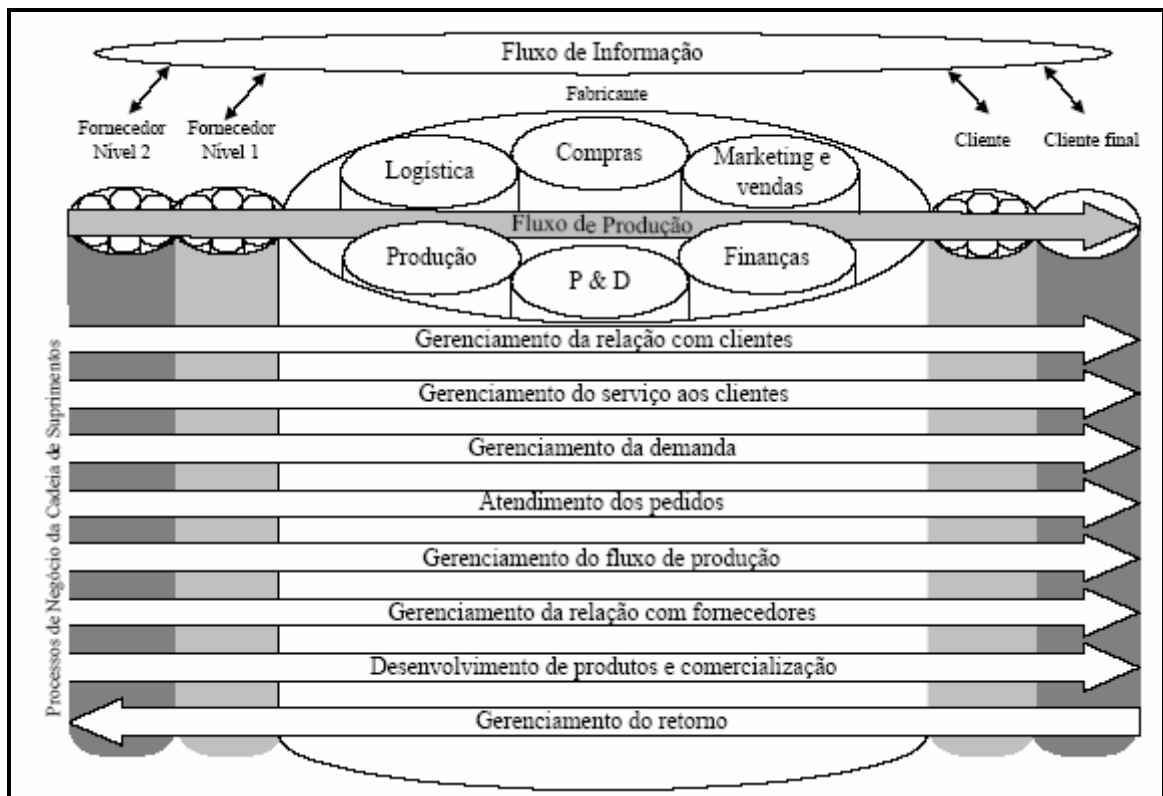 Fluxo de Informação
Fabricante
Fornecedor
Nível 2
Fornecedor
Nível 1
Cliente
Cliente final
Logística
Compras
Marketing e
vendas
Fluxo de Produção
Produção
P & D
Finanças
Processos de Negócio da Cadeia de Suprimentos
Gerenciamento da relação com clientes
Gerenciamento do serviço aos clientes
Gerenciamento da demanda
Atendimento dos pedidos
Gerenciamento do fluxo de produção
Gerenciamento da relação com fornecedores
Desenvolvimento de produtos e comercialização
Gerenciamento do retorno